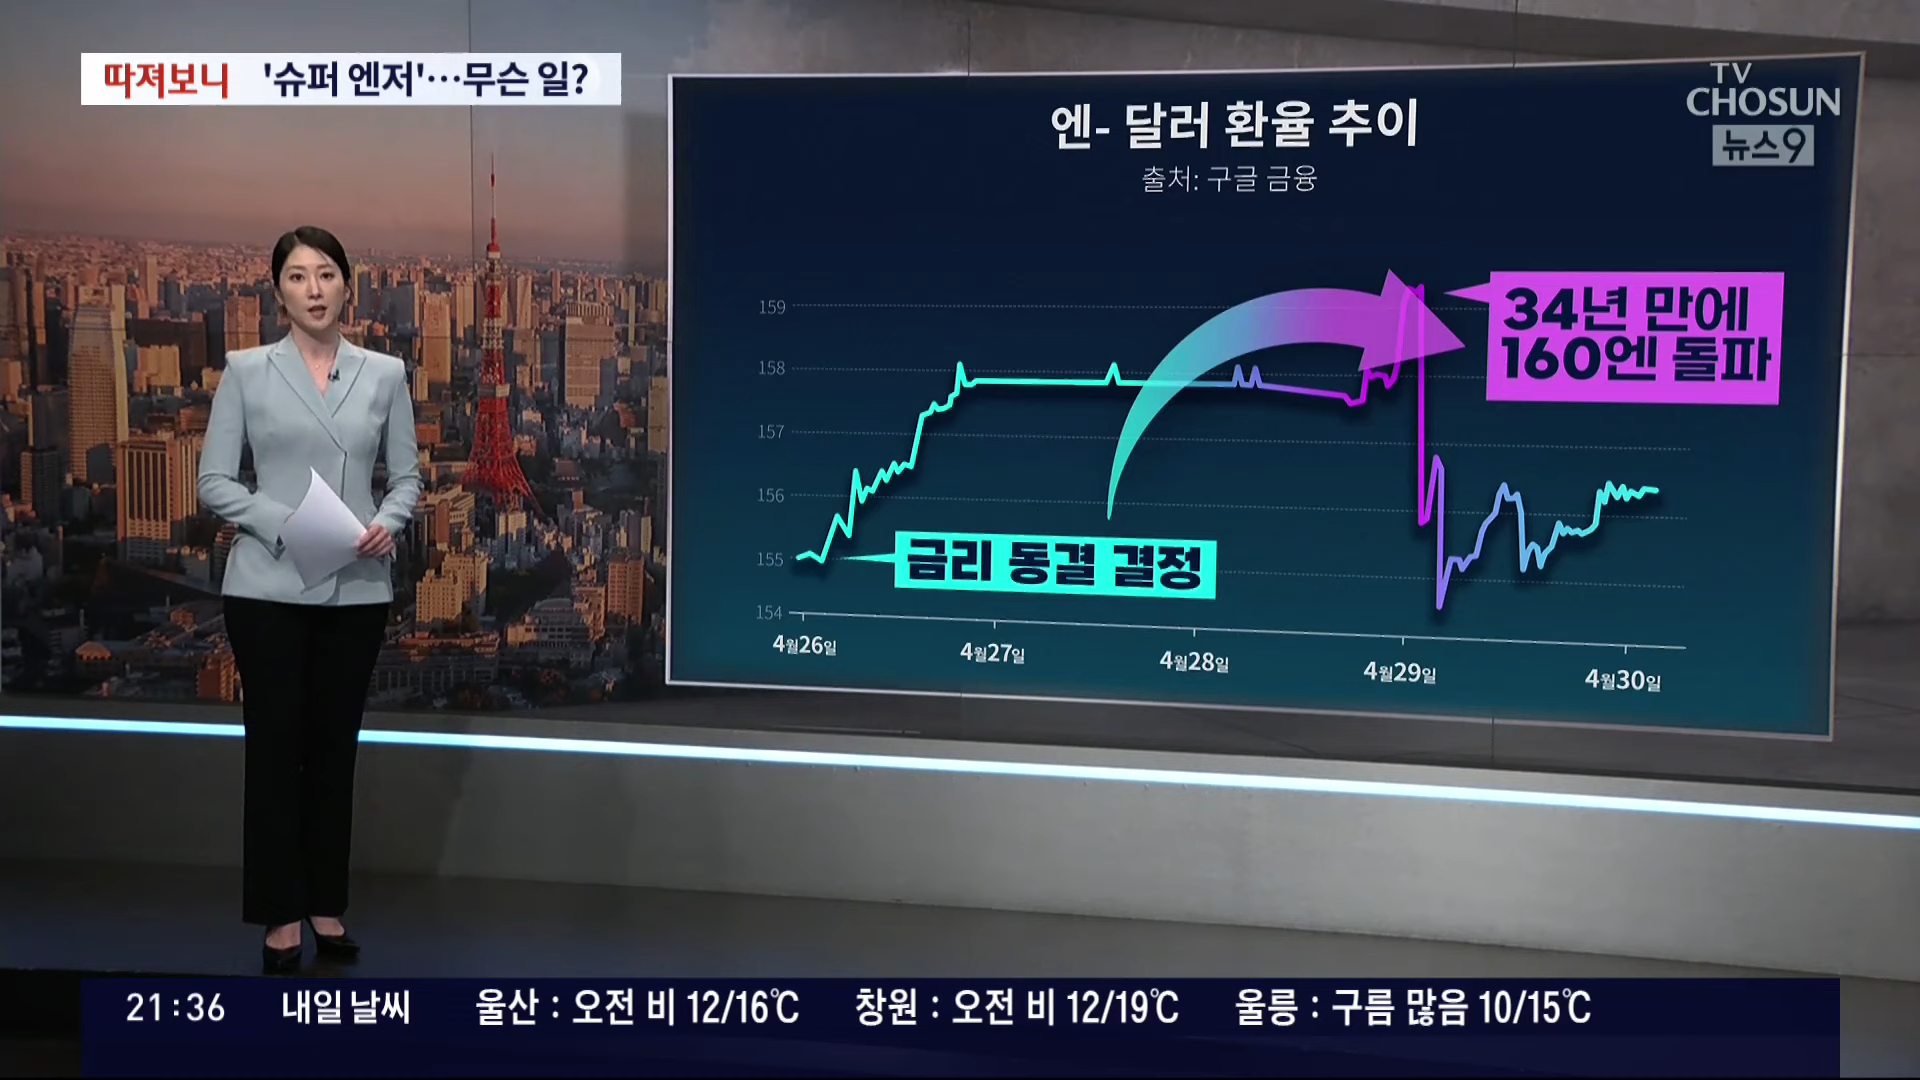 따져보니 '슈퍼 엔저'…무슨 일?
TV
CHOSUN
뉴스9
엔- 달러 환율 추이
출처: 구글 금융
159
158
157
156
155
154
34년 만에
160엔 돌파
금리 동결 결정
4월26일 4월27일 4월28일 4월29일 4월30일
21:36 내일 날씨 울산 : 오전 비 12/16℃ 창원 : 오전 비 12/19℃ 울릉 : 구름 많음 10/15℃